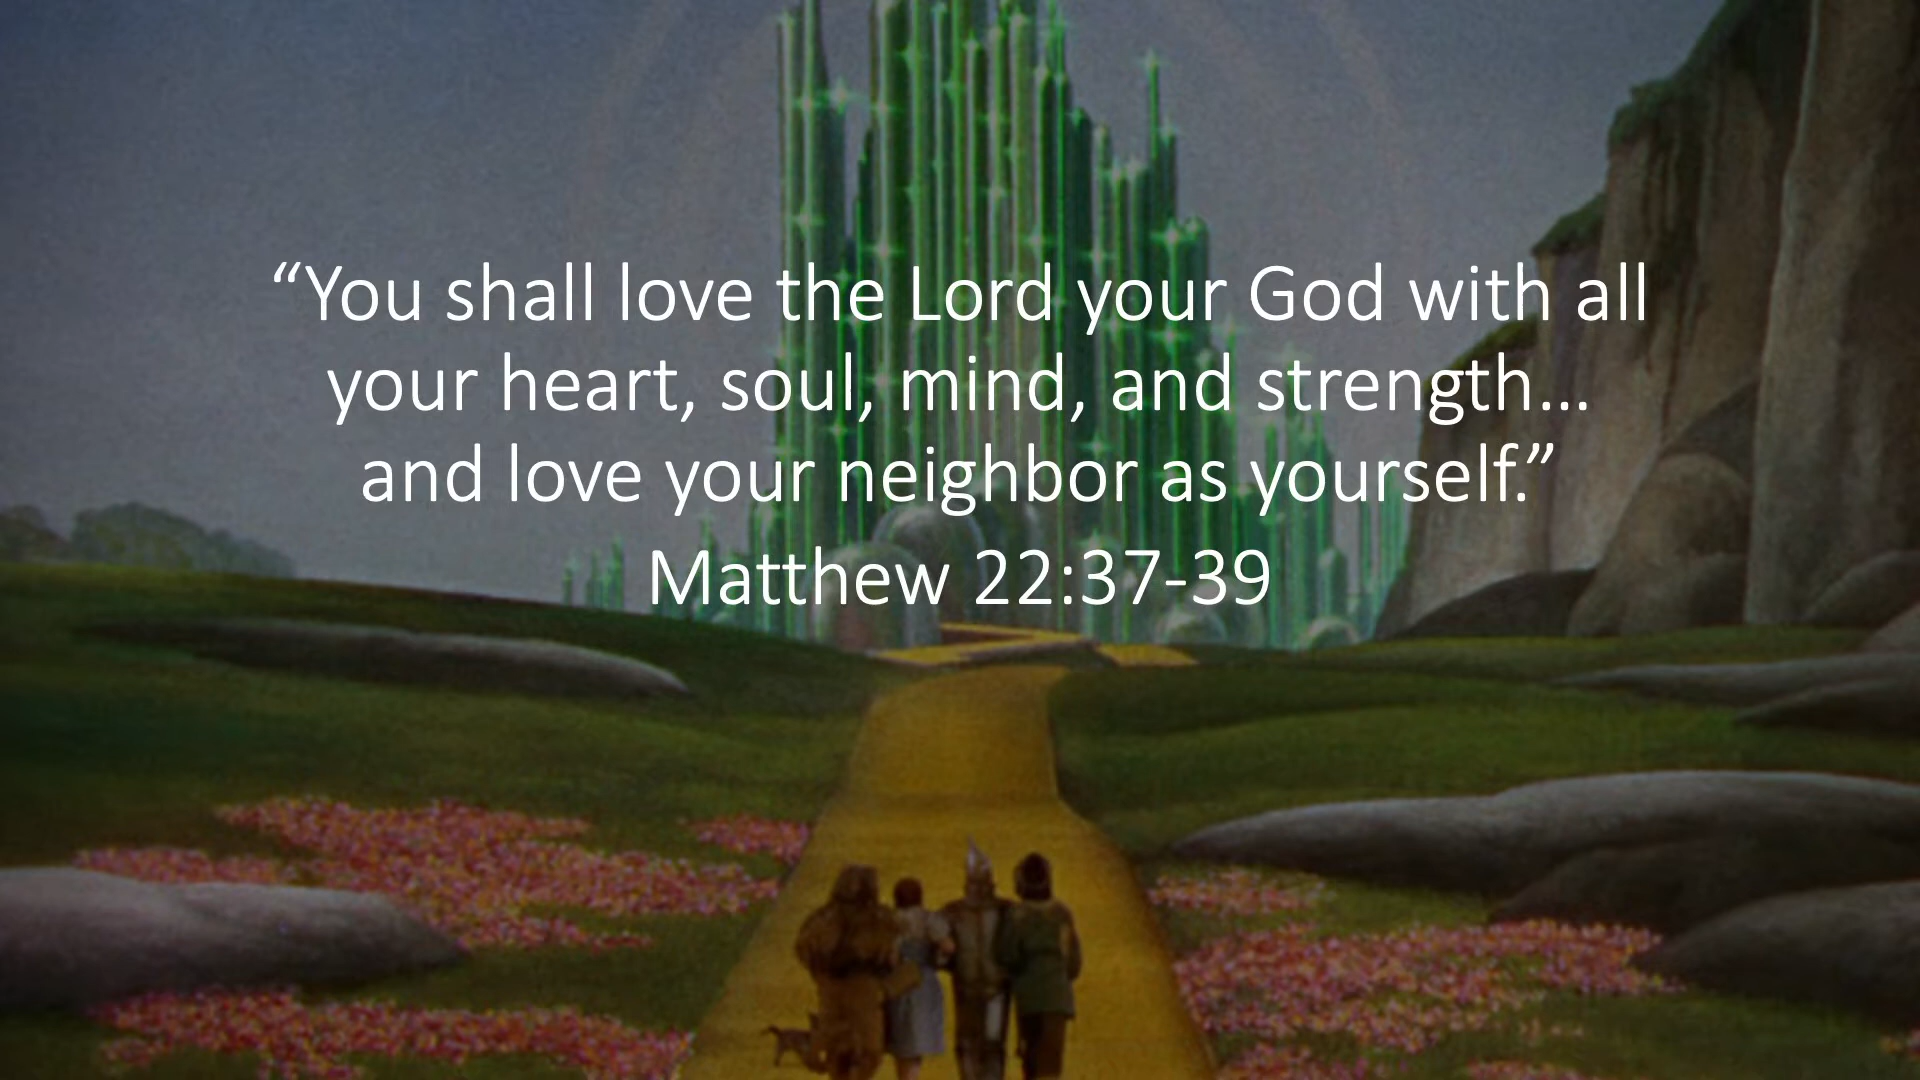 “You shall love the Lord your God with all
your heart, soul, mind, and strength…
and love your neighbor as yourself.”
Matthew 22:37-39